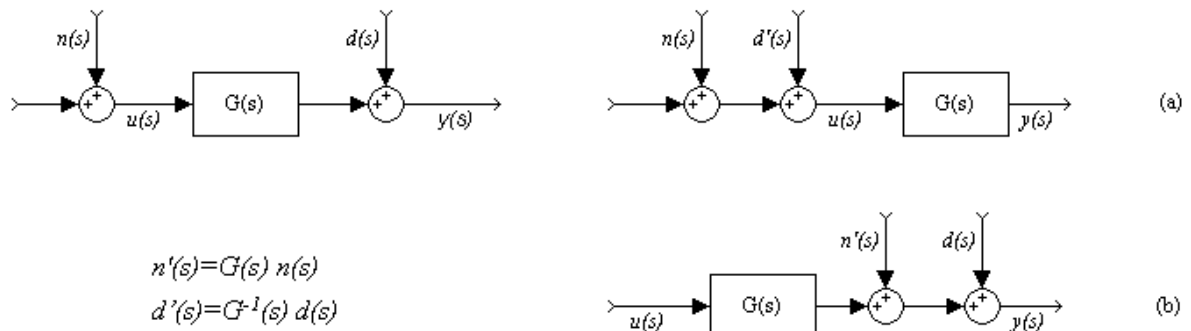 n(s) d(s) n(s) d'(s)
++ G(s) ++ ++ ++ G(s) (a)
u(s) y(s) u(s) y(s)
n'(s) d(s)
n'(s)=G(s) n(s)
d'(s)=G-1(s) d(s)
G(s) ++ ++ (b)
u(s) y(s)